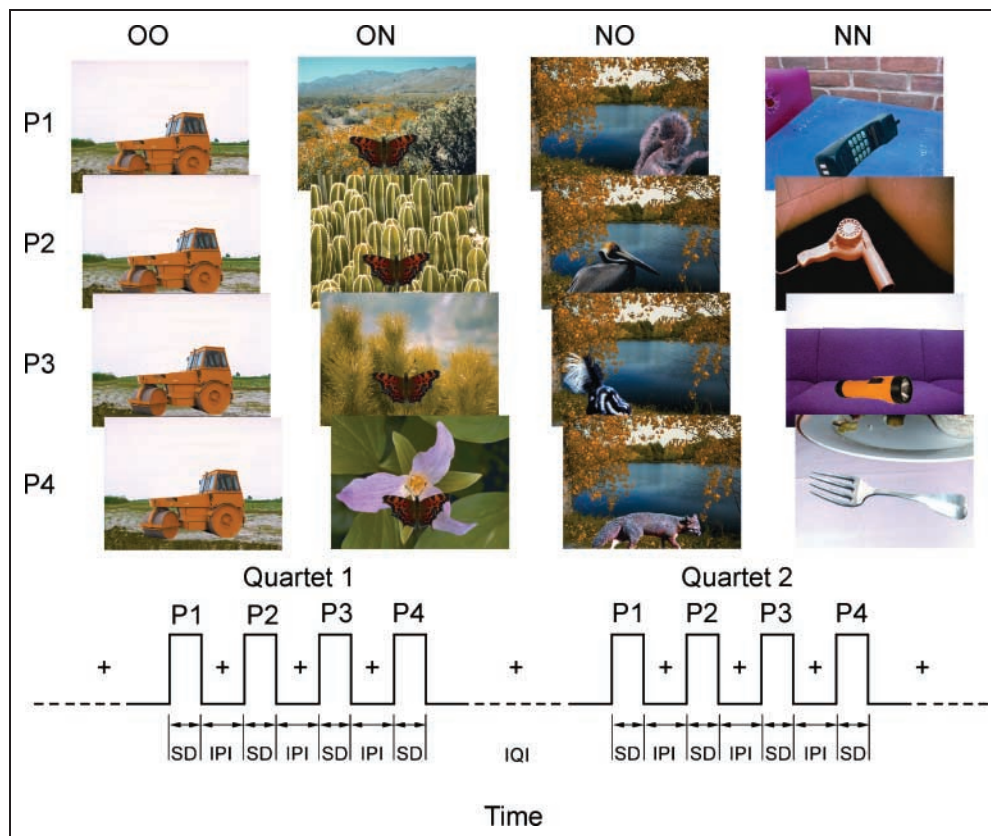 OO ON NO NN
P1
P2
P3
P4
Quartet 1 Quartet 2
P1 P2 P3 P4 P1 P2 P3 P4
+ + + + + + + + +
SD IPI SD IPI SD IPI SD IQI SD IPI SD IPI SD IPI SD
Time